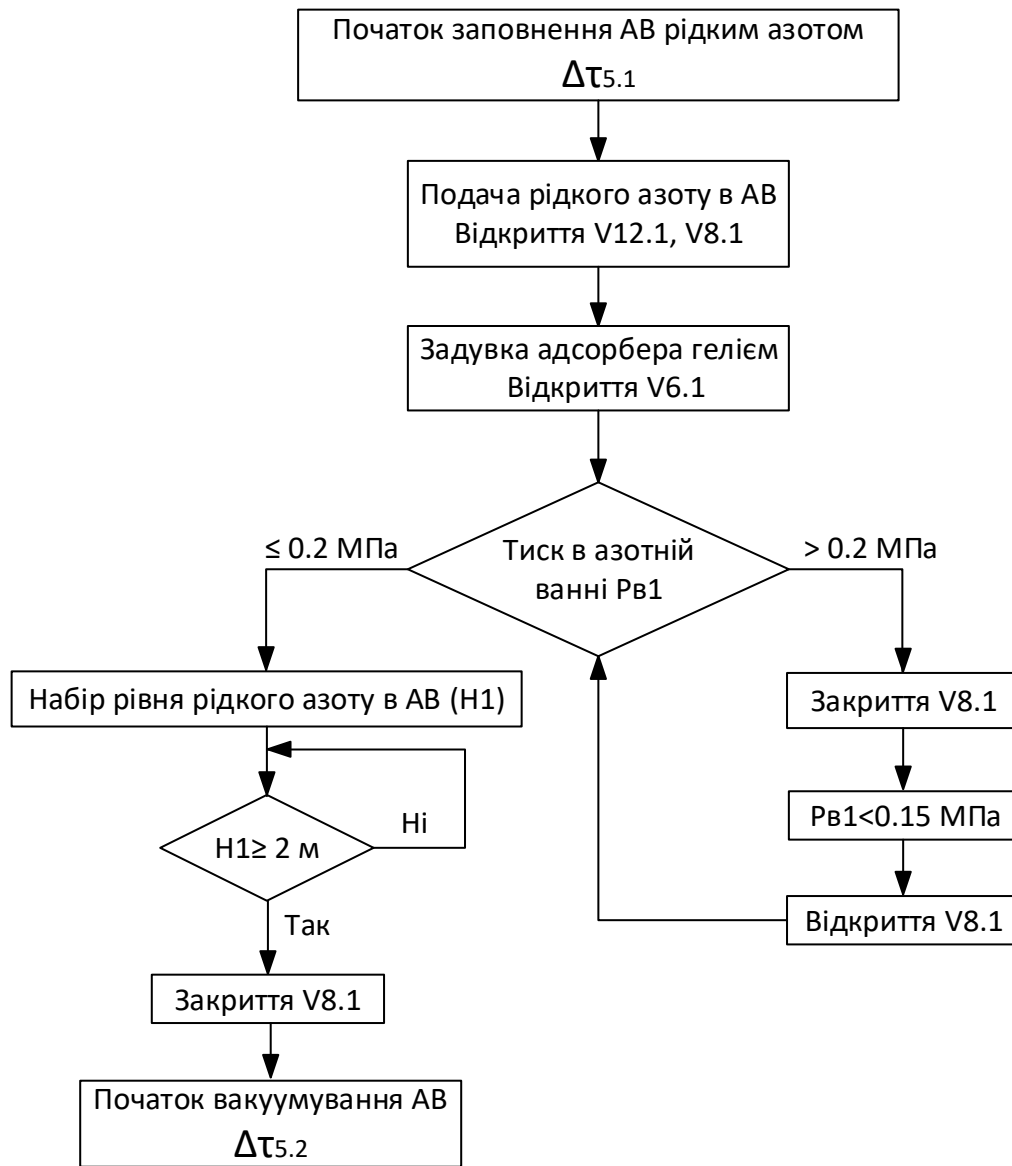 Початок заповнення АВ рідким азотом
Δτ5.1
Подача рідкого азоту в АВ
Відкриття V12.1, V8.1
Задувка адсорбера гелієм
Відкриття V6.1
≤ 0.2 МПа
Тиск в азотній
ванні Рв1
> 0.2 МПа
Набір рівня рідкого азоту в АВ (Н1)
Закриття V8.1
Рв1<0.15 МПа
Ні
Н1≥ 2 м
Відкриття V8.1
Так
Закриття V8.1
Початок вакуумування АВ
Δτ5.2